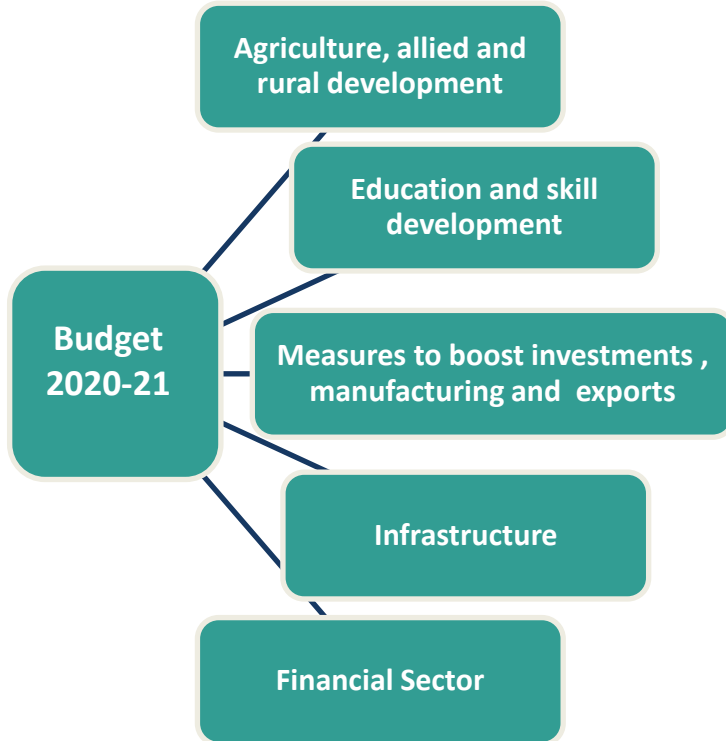 Agriculture, allied and
rural development
Education and skill
development
Budget
2020-21
Measures to boost investments ,
manufacturing and exports
Infrastructure
Financial Sector